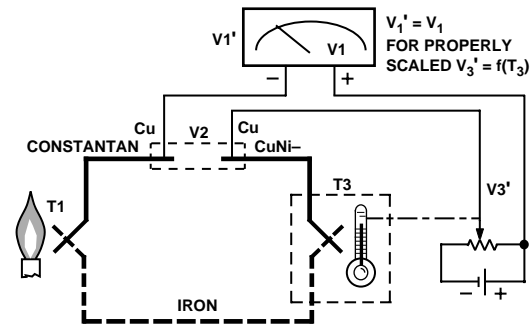 V1'
V1
– +
V1' = V1
FOR PROPERLY
SCALED V3' = f(T3)
Cu
V2
Cu
CONSTANTAN
CuNi–
T1
T3
V3'
IRON
– +